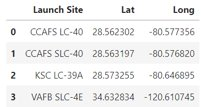 Launch Site Lat Long
0 CCAFS LC-40 28.562302 -80.577356
1 CCAFS SLC-40 28.563197 -80.576820
2 KSC LC-39A 28.573255 -80.646895
3 VAFB SLC-4E 34.632834 -120.610745